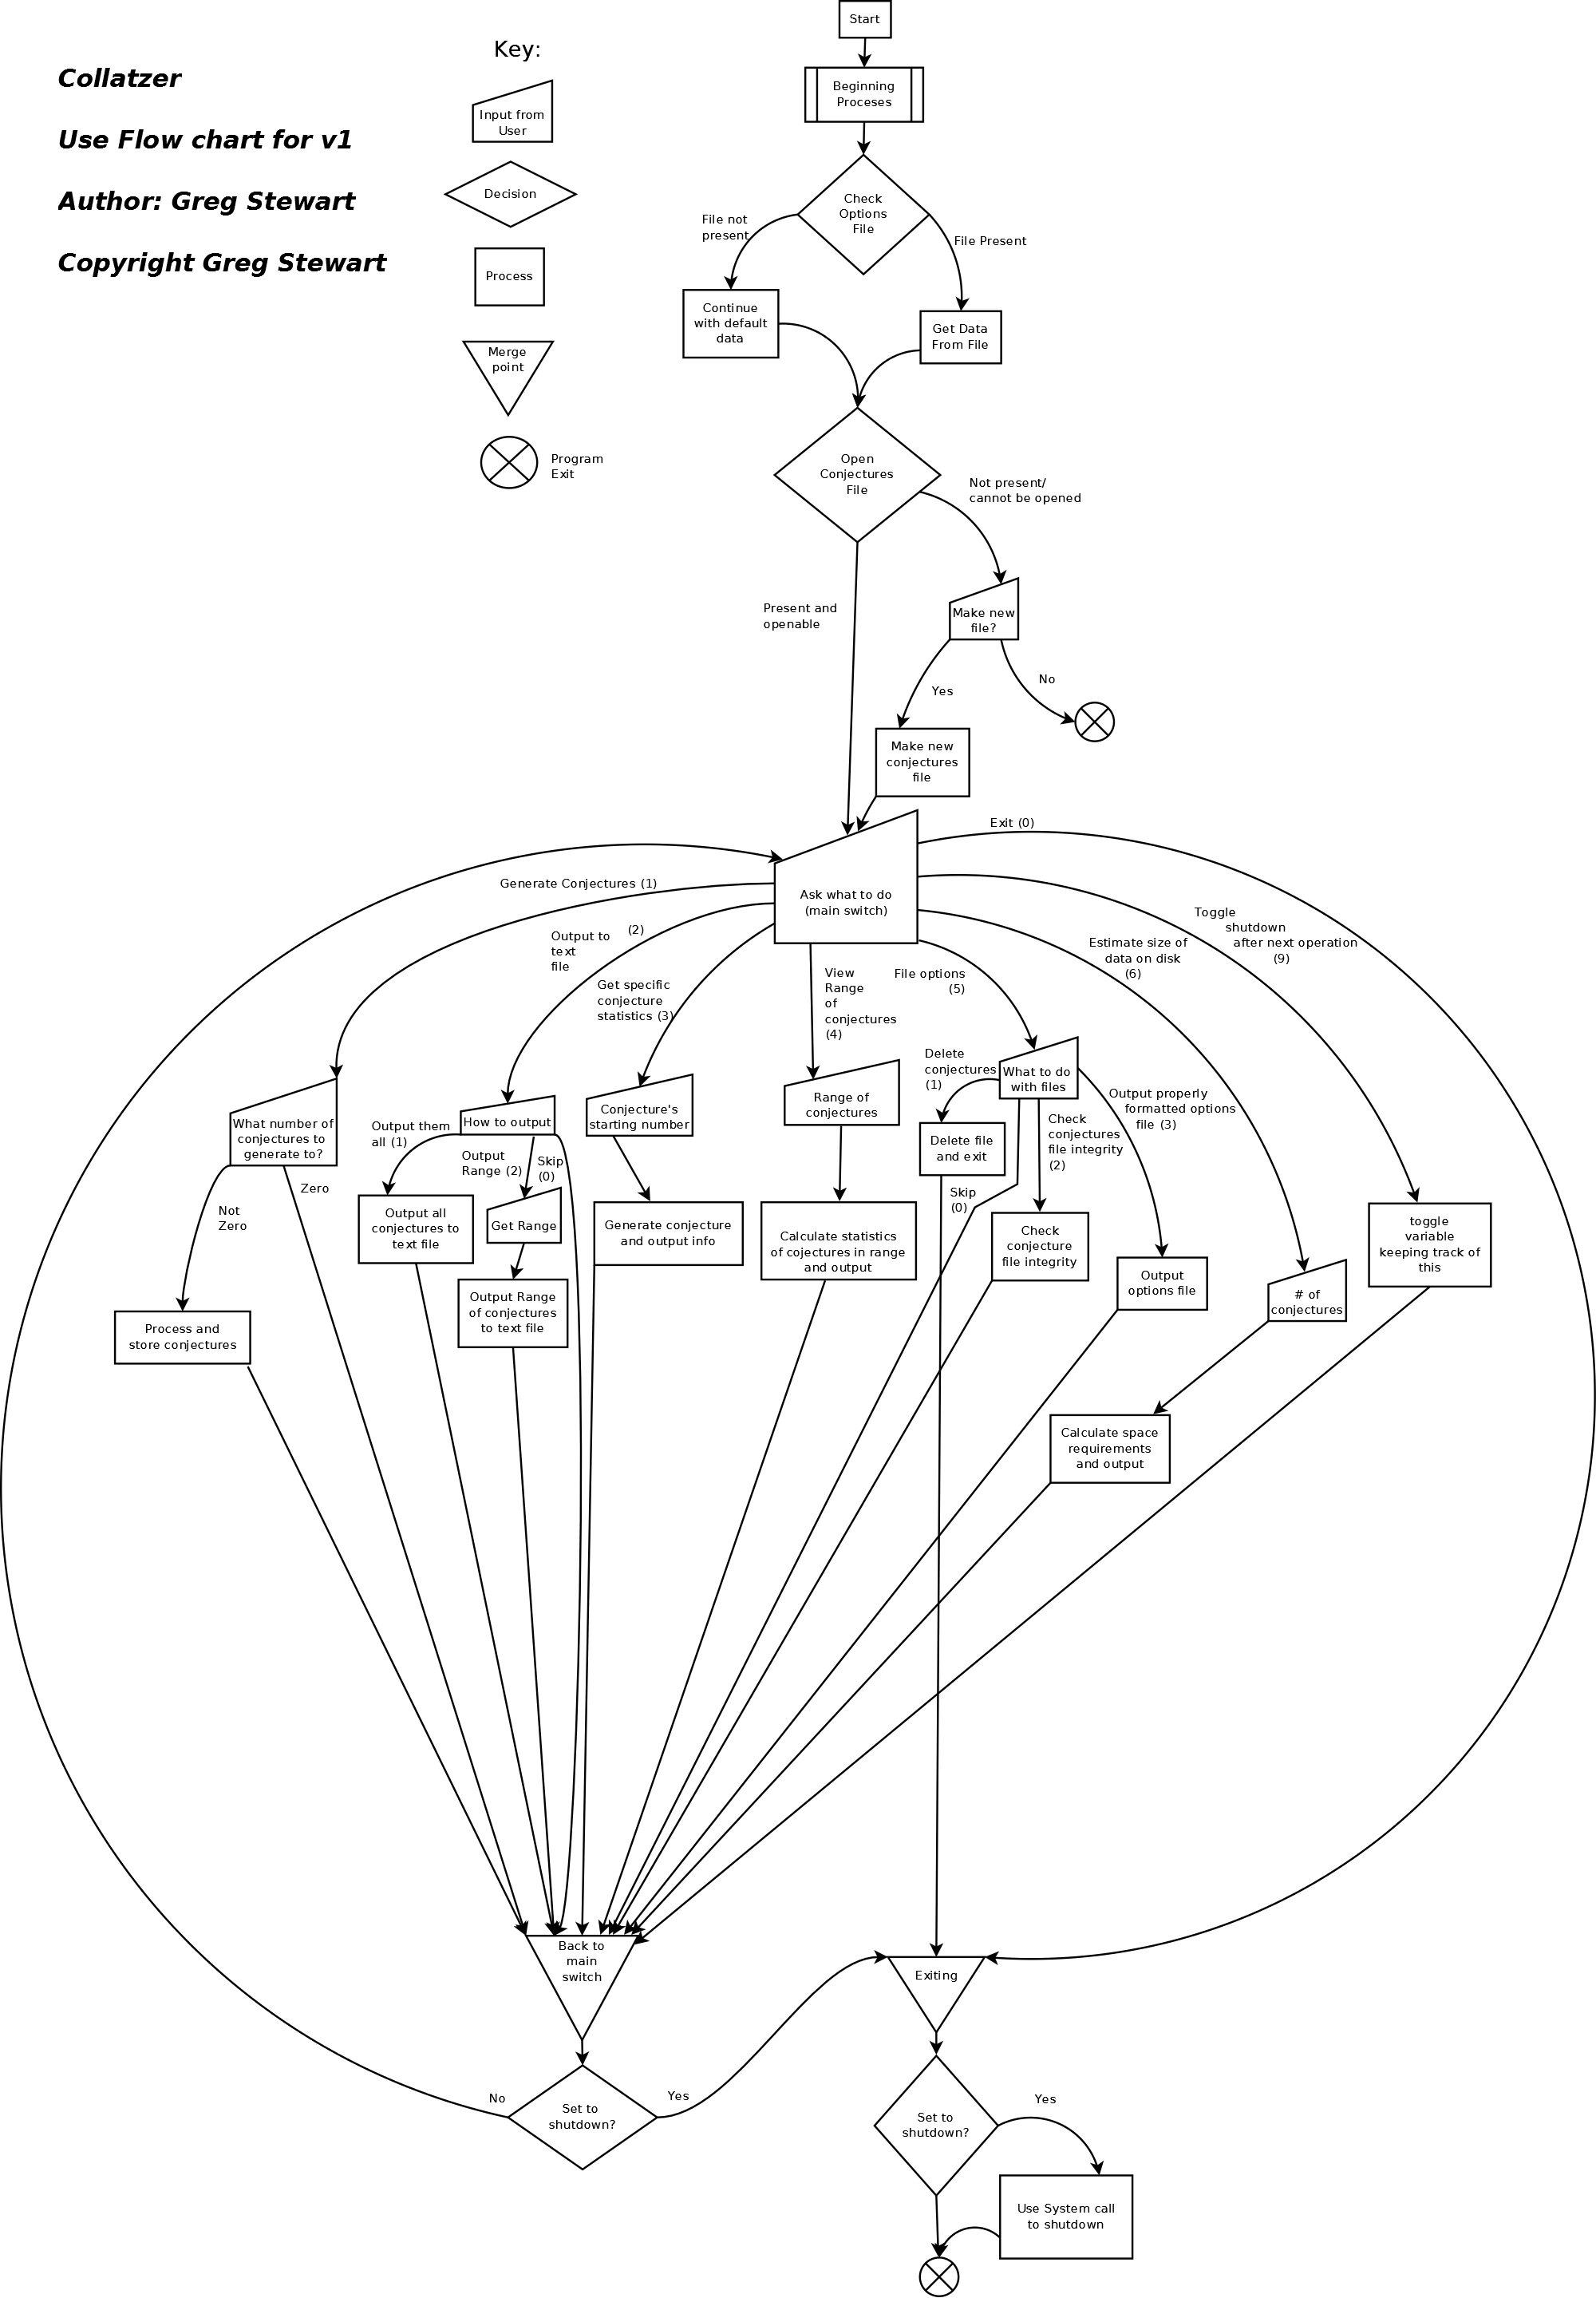 Collatzer
Use Flow chart for v1
Author: Greg Stewart
Copyright Greg Stewart
Key:
Input from
User
Decision
Process
Merge
point
Program
Exit
Start
Beginning
Proceses
Check
Options
File
File not
present
File Present
Continue
with default
data
Get Data
From File
Open
Conjectures
File
Not present/
cannot be opened
Present and
openable
Make new
file?
Yes
No
Make new
conjectures
file
Ask what to do
(main switch)
Exit (0)
Generate Conjectures (1)
(2)
Output to
text
file
Get specific
conjecture
statistics (3)
View
Range
of
conjectures
(4)
File options
(5)
Estimate size of
data on disk
(6)
Toggle
shutdown
after next operation
(9)
What number of
conjectures to
generate to?
Not
Zero
Zero
Process and
store conjectures
How to output
Output them
all (1)
Output
Range (2)
Skip
(0)
Output all
conjectures to
text file
Get Range
Output Range
of conjectures
to text file
Conjecture's
starting number
Generate conjecture
and output info
Range of
conjectures
Calculate statistics
of cojectures in range
and output
What to do
with files
Delete
conjectures
(1)
Delete file
and exit
Skip
(0)
Check
conjectures
file integrity
(2)
Check
conjecture
file integrity
Output properly
formatted options
file (3)
Output
options file
# of
conjectures
Calculate space
requirements
and output
toggle
variable
keeping track of
this
Back to
main
switch
Exiting
Set to
shutdown?
No
Yes
Set to
shutdown?
Yes
Use System call
to shutdown